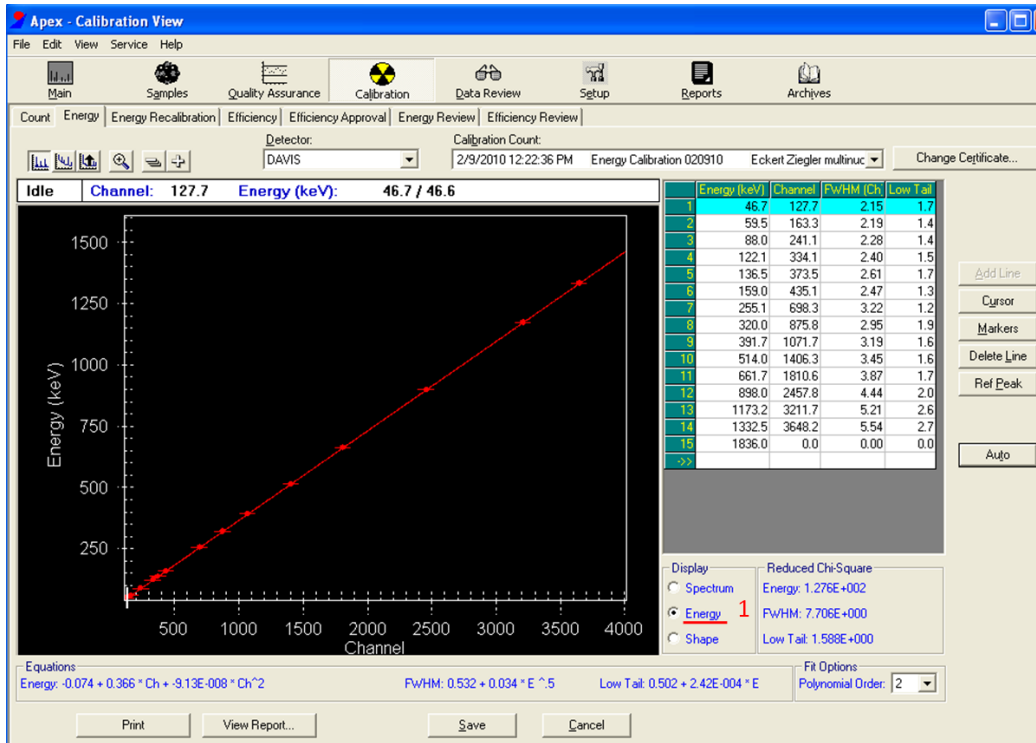 Apex - Calibration View
File Edit View Service Help
Main Samples Quality Assurance Calibration Data Review Setup Reports Archives
Count Energy Energy Recalibration Efficiency Efficiency Approval Energy Review Efficiency Review
Detector: Calibration Count:
DAVIS 2/9/2010 12:22:36 PM Energy Calibration 020910 Eckert Ziegler multinuc Change Certificate...
Idle Channel: 127.7 Energy (keV): 46.7 / 46.6
Energy (keV) Channel FWHM (Ch) Low Tail
1 46.7 127.7 2.15 1.7
2 59.5 163.3 2.19 1.4
3 88.0 241.1 2.28 1.4
4 122.1 334.1 2.40 1.5
5 136.5 373.5 2.61 1.7
6 159.0 435.1 2.47 1.3
7 255.1 698.3 3.22 1.2
8 320.0 875.8 2.95 1.9
9 391.7 1071.7 3.19 1.6
10 514.0 1406.3 3.45 1.6
11 661.7 1810.6 3.87 1.7
12 898.0 2457.8 4.44 2.0
13 1173.2 3211.7 5.21 2.6
14 1332.5 3648.2 5.54 2.7
15 1836.0 0.0 0.00 0.0
->>
Add Line
Cursor
Markers
Delete Line
Ref Peak
Auto
1500
1250
1000
750
500
250
Energy (keV)
500 1000 1500 2000 2500 3000 3500 4000
Channel
Display
Spectrum
Energy 1
Shape
Reduced Chi-Square
Energy: 1.276E+002
FWHM: 7.706E+000
Low Tail: 1.588E+000
Equations
Energy: -0.074 + 0.366 * Ch + -9.13E-008 * Ch^2 FWHM: 0.532 + 0.034 * E ^.5 Low Tail: 0.502 + 2.42E-004 * E
Fit Options
Polynomial Order: 2
Print View Report... Save Cancel